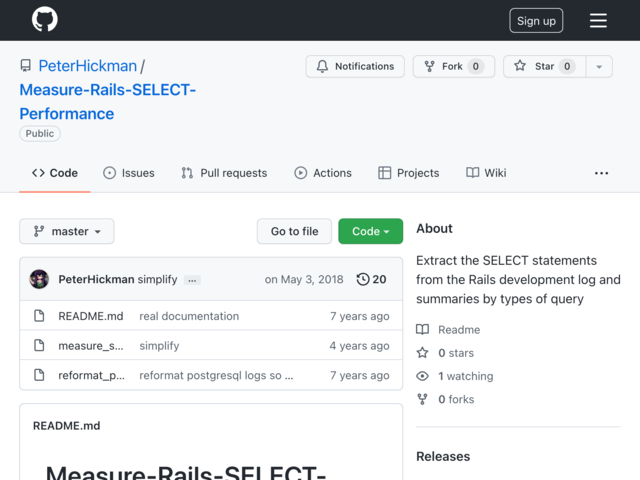 Sign up
PeterHickman /
Measure-Rails-SELECT-
Performance
Public
Notifications
Fork 0
Star 0
Code
Issues
Pull requests
Actions
Projects
Wiki
master
Go to file
Code
PeterHickman simplify ...
on May 3, 2018
20
README.md real documentation 7 years ago
measure_s... simplify 4 years ago
reformat_p... reformat postgresql logs so ... 7 years ago
README.md
Measure-Rails-SELECT-
About
Extract the SELECT statements
from the Rails development log and
summaries by types of query
Readme
0 stars
1 watching
0 forks
Releases